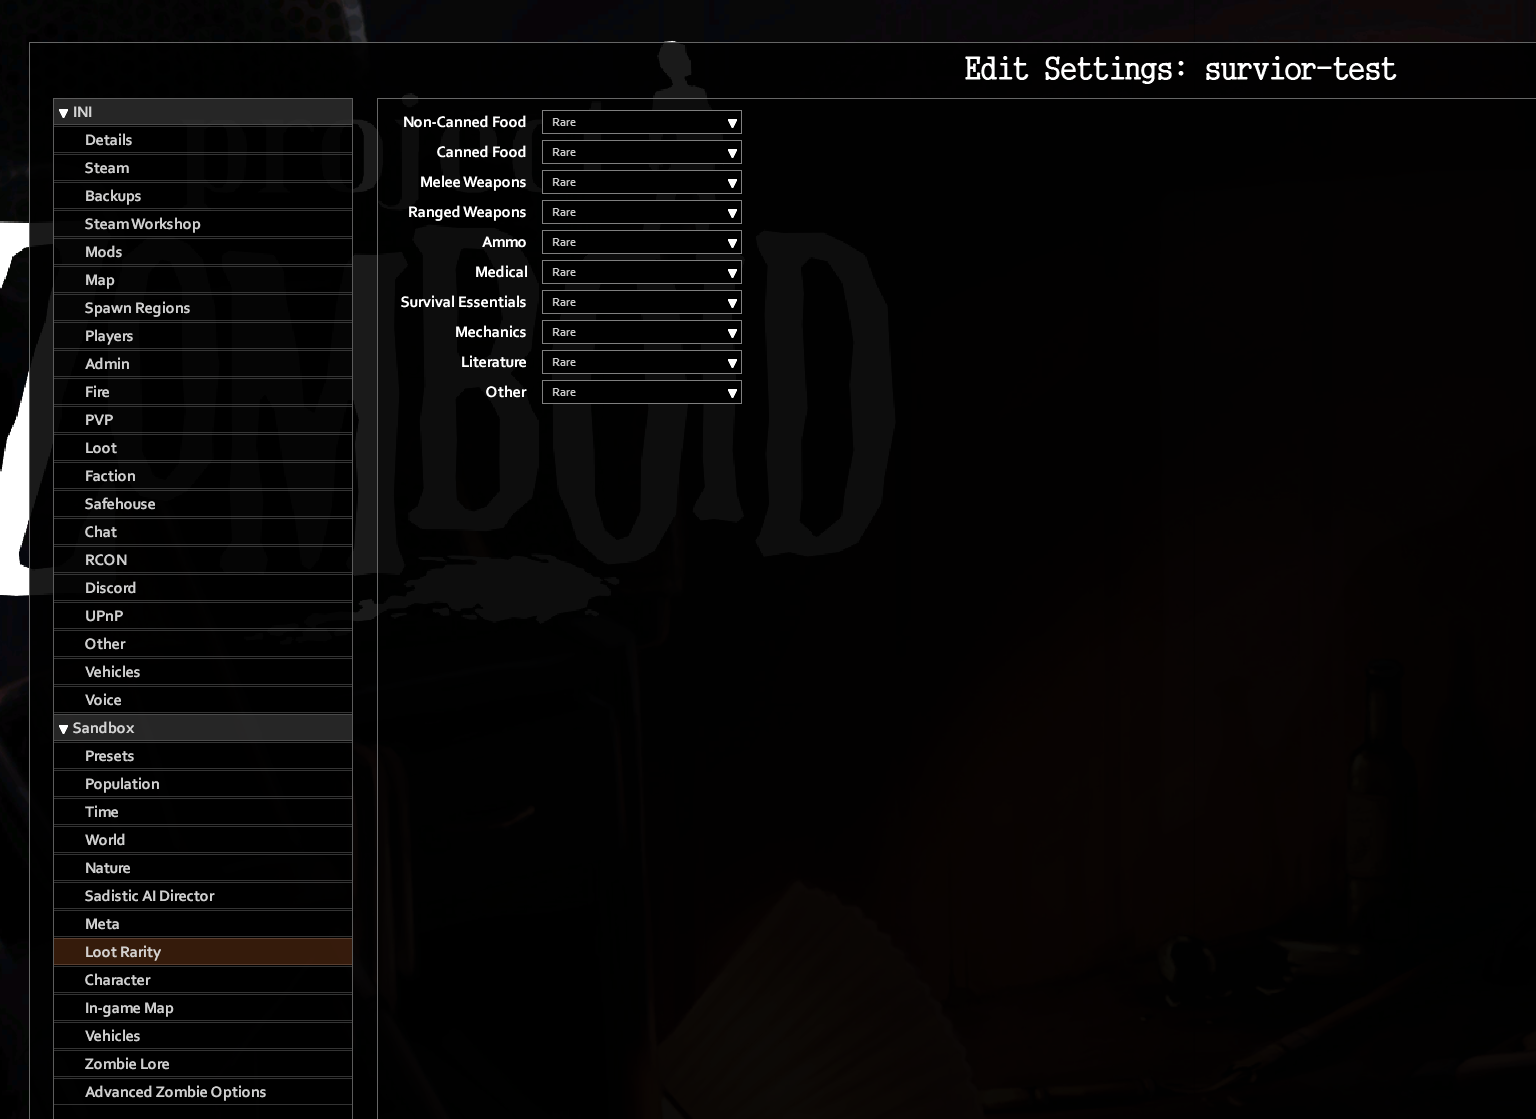 Edit Settings: survior-test
INI
Details
Steam
Backups
Steam Workshop
Mods
Map
Spawn Regions
Players
Admin
Fire
PVP
Loot
Faction
Safehouse
Chat
RCON
Discord
UPnP
Other
Vehicles
Voice
Sandbox
Presets
Population
Time
World
Nature
Sadistic AI Director
Meta
Loot Rarity
Character
In-game Map
Vehicles
Zombie Lore
Advanced Zombie Options
Non-Canned Food Rare
Canned Food Rare
Melee Weapons Rare
Ranged Weapons Rare
Ammo Rare
Medical Rare
Survival Essentials Rare
Mechanics Rare
Literature Rare
Other Rare
project
ZOMBOID